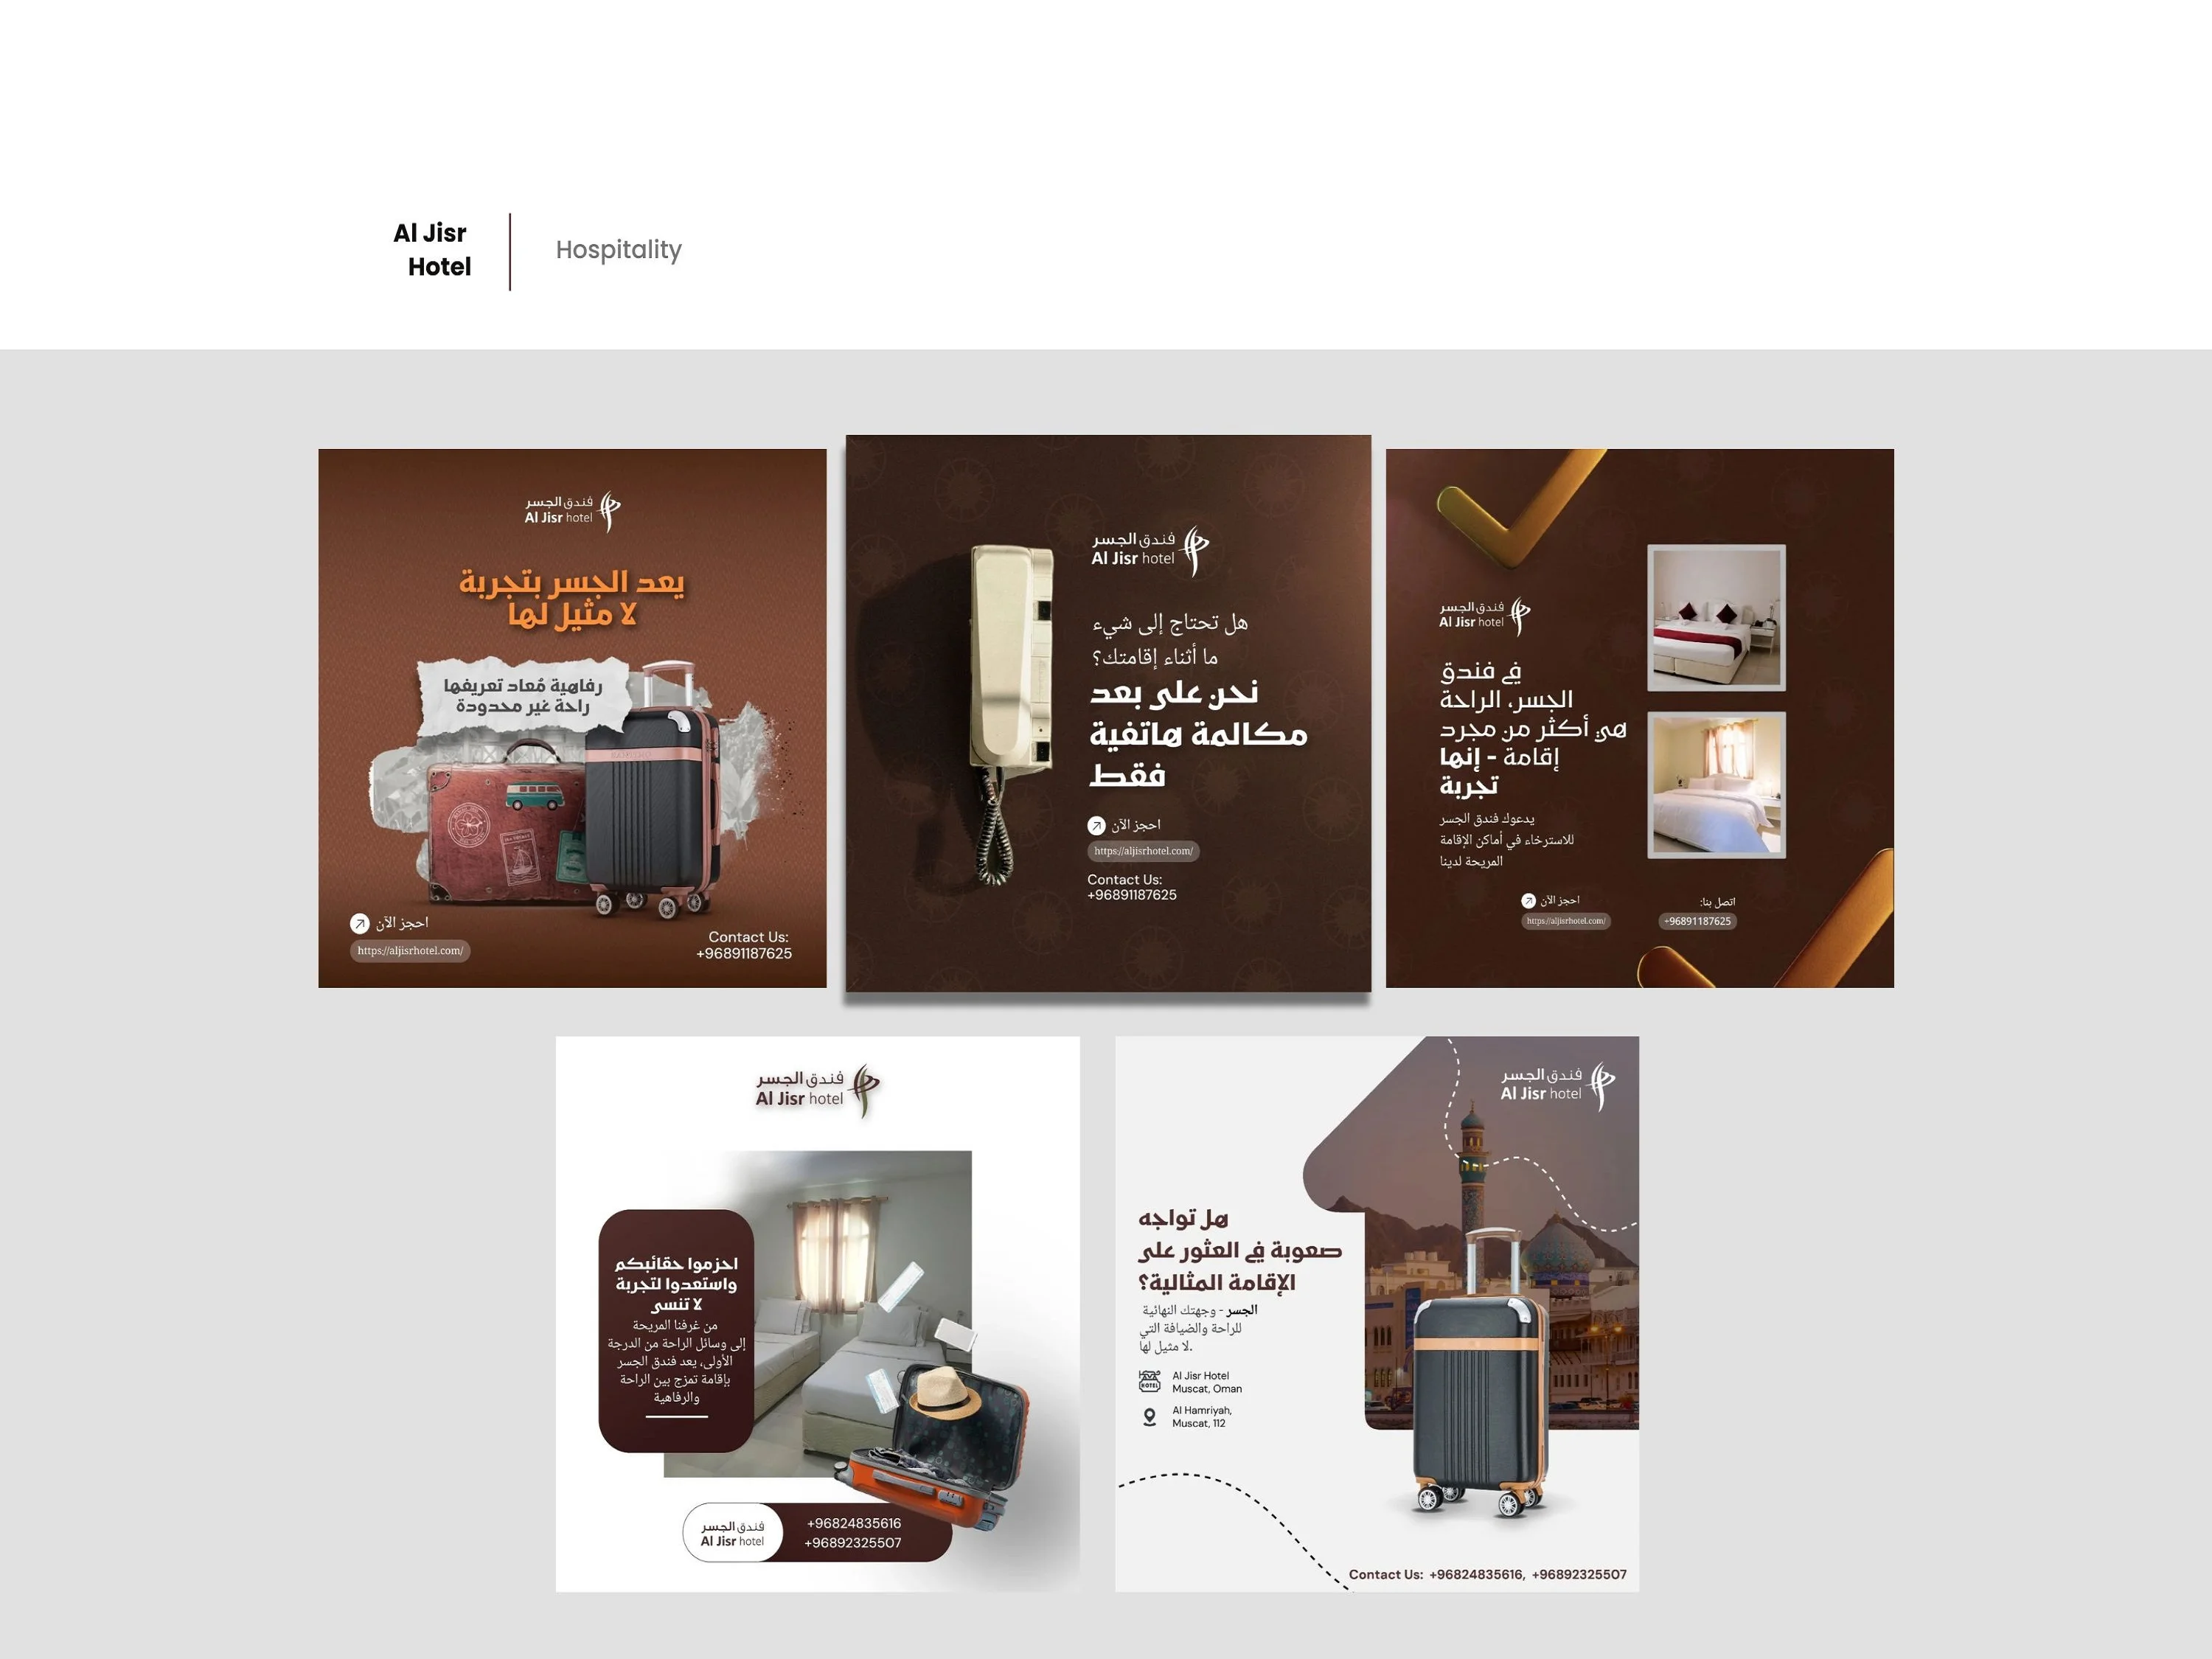 Al Jisr
Hotel
Hospitality
فندق الجسر
Al Jisr hotel
يعد الجسر بتجربة
لا مثيل لها
رفاهية مُعاد تعريفها
راحة غير محدودة
احجز الآن
https://aljisrhotel.com/
Contact Us:
+96891187625
فندق الجسر
Al Jisr hotel
هل تحتاج إلى شيء
ما أثناء إقامتك؟
نحن على بعد
مكالمة هاتفية
فقط
احجز الآن
https://aljisrhotel.com/
Contact Us:
+96891187625
فندق الجسر
Al Jisr hotel
في فندق
الجسر، الراحة
هي أكثر من مجرد
إقامة - إنها
تجربة
يدعوك فندق الجسر
للاسترخاء في أماكن الإقامة
المريحة لدينا
احجز الآن
https://aljisrhotel.com/
اتصل بنا:
+96891187625
فندق الجسر
Al Jisr hotel
احزموا حقائبكم
واستعدوا لتجربة
لا تنسى
من غرفنا المريحة
إلى وسائل الراحة من الدرجة
الأولى، يعد فندق الجسر
بإقامة تمزج بين الراحة
والرفاهية
فندق الجسر
Al Jisr hotel
+96824835616
+96892325507
فندق الجسر
Al Jisr hotel
هل تواجه
صعوبة في العثور على
الإقامة المثالية؟
الجسر - وجهتك النهائية
للراحة والضيافة التي
لا مثيل لها.
HOTEL
Al Jisr Hotel
Muscat, Oman
Al Hamriyah,
Muscat, 112
Contact Us: +96824835616, +96892325507